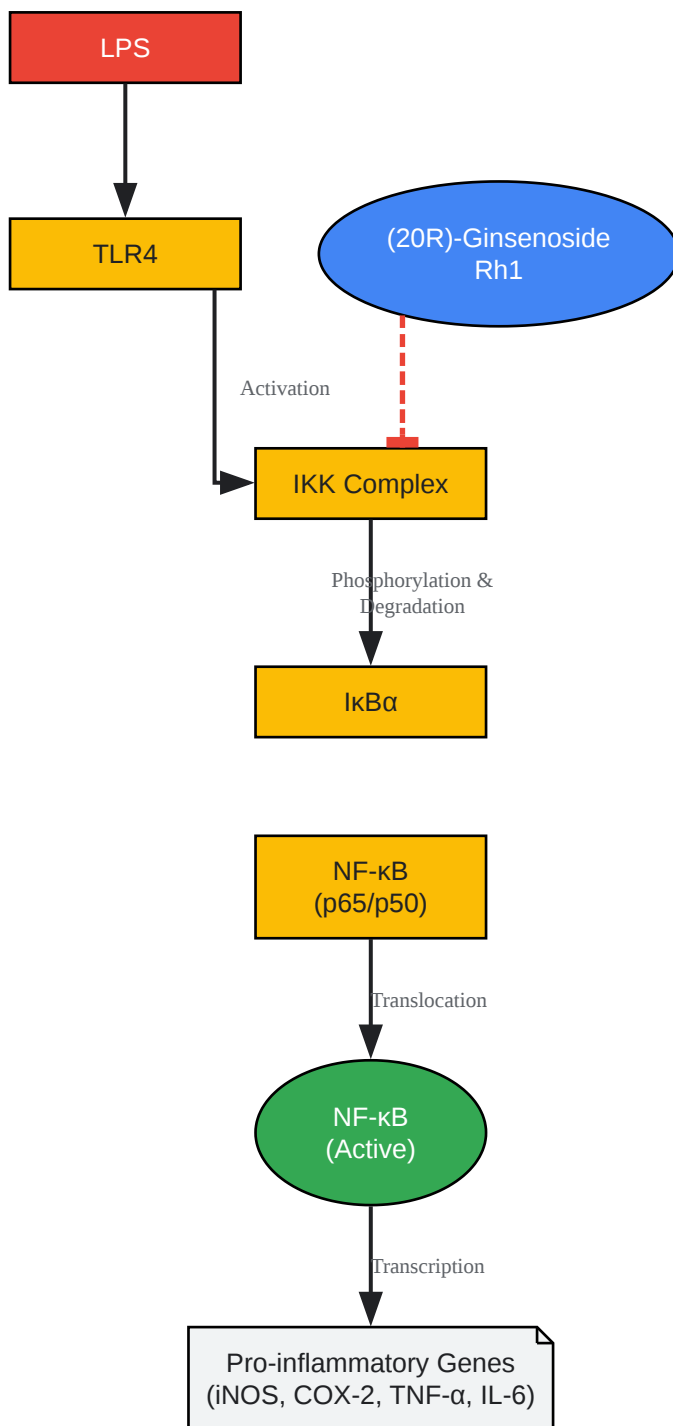 LPS
TLR4
(20R)-Ginsenoside
Rh1
Activation
IKK Complex
Phosphorylation &
Degradation
IκBα
NF-κB
(p65/p50)
Translocation
NF-κB
(Active)
Transcription
Pro-inflammatory Genes
(iNOS, COX-2, TNF-α, IL-6)